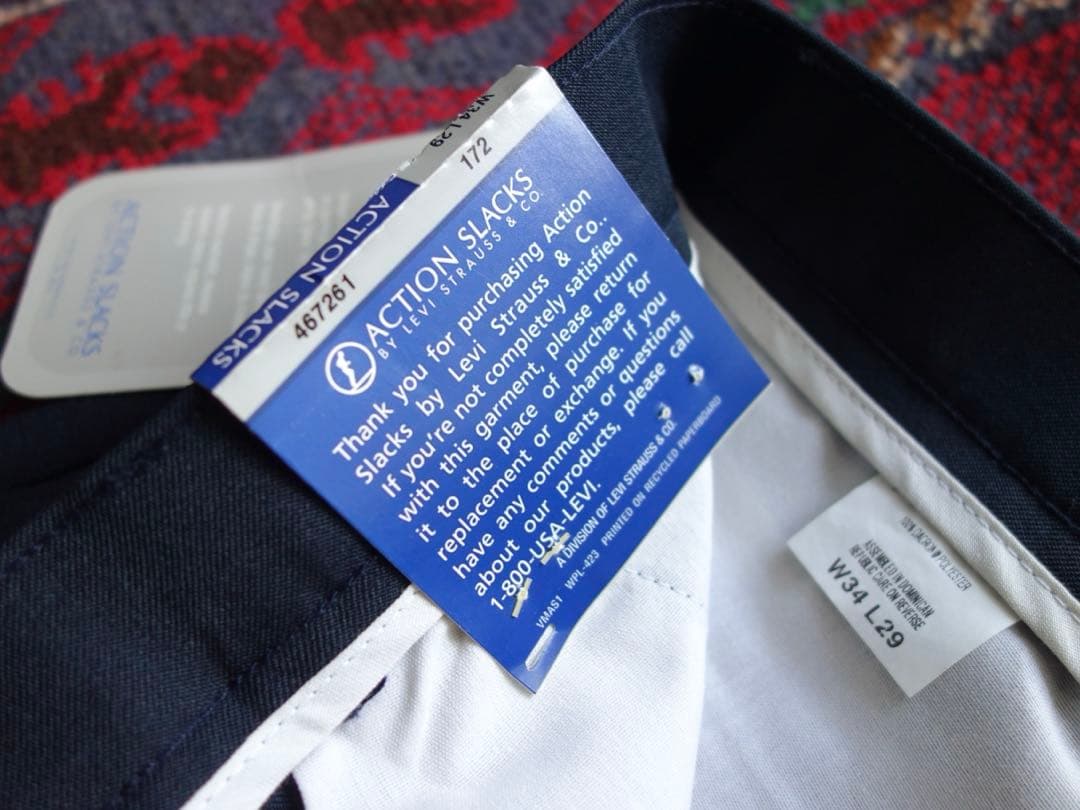 W34 L29
172
467261
ACTION SLACKS
ACTION SLACKS
BY LEVI STRAUSS & CO
Thank you for purchasing Action
Slacks by Levi Strauss & Co..
If you're not completely satisfied
with this garment, please return
it to the place of purchase for
replacement or exchange. If you
have any comments or questions
about our products, please call
1-800-USA-LEVI.
A DIVISION OF LEVI STRAUSS & CO.
VMAS1 WPL-423 PRINTED ON RECYCLED PAPERBOARD
ACTION SLACKS
100% DACRON POLYESTER
ASSEMBLED IN DOMINICAN
REPUBLIC CARE ON REVERSE
W34 L29